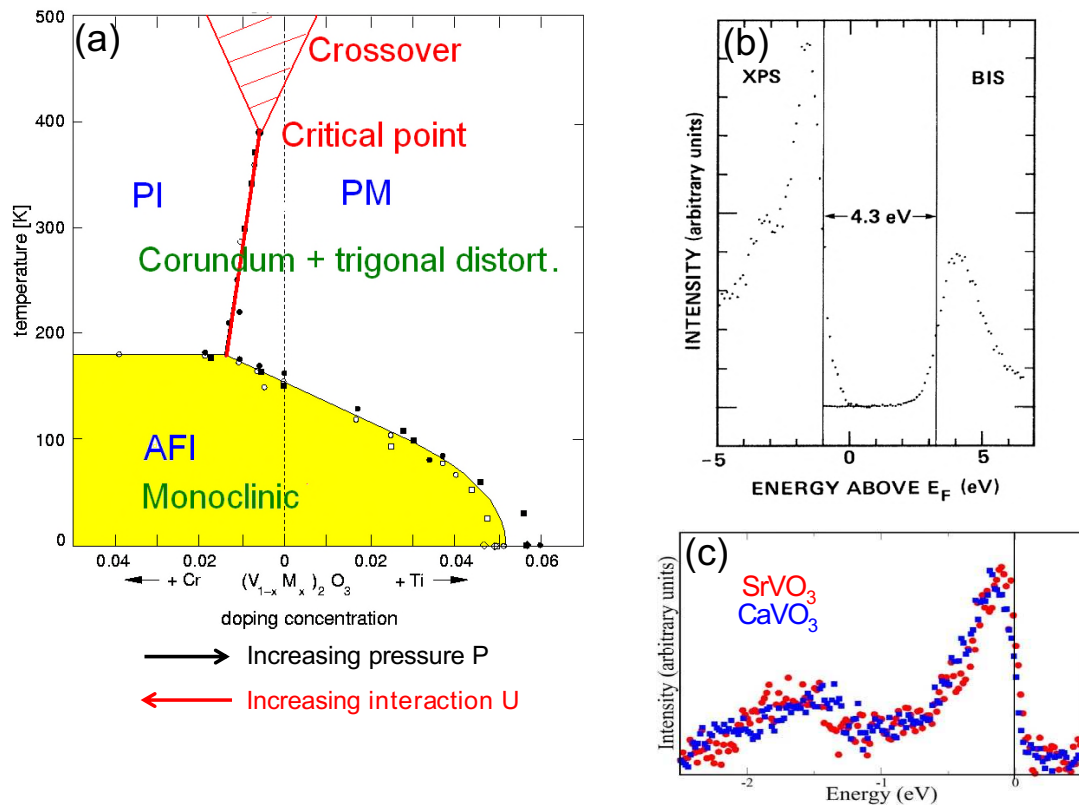 (a)
500
400
300
200
100
0
temperature [K]
Crossover
Critical point
PI
PM
Corundum + trigonal distort.
AFI
Monoclinic
0.04
0.02
0
0.02
0.04
0.06
+ Cr
(V1-x Mx)2 O3
+ Ti
doping concentration
Increasing pressure P
Increasing interaction U
(b)
XPS
BIS
4.3 eV
INTENSITY (arbitrary units)
-5
0
5
ENERGY ABOVE EF (eV)
(c)
SrVO3
CaVO3
Intensity (arbitrary units)
-2
-1
0
Energy (eV)